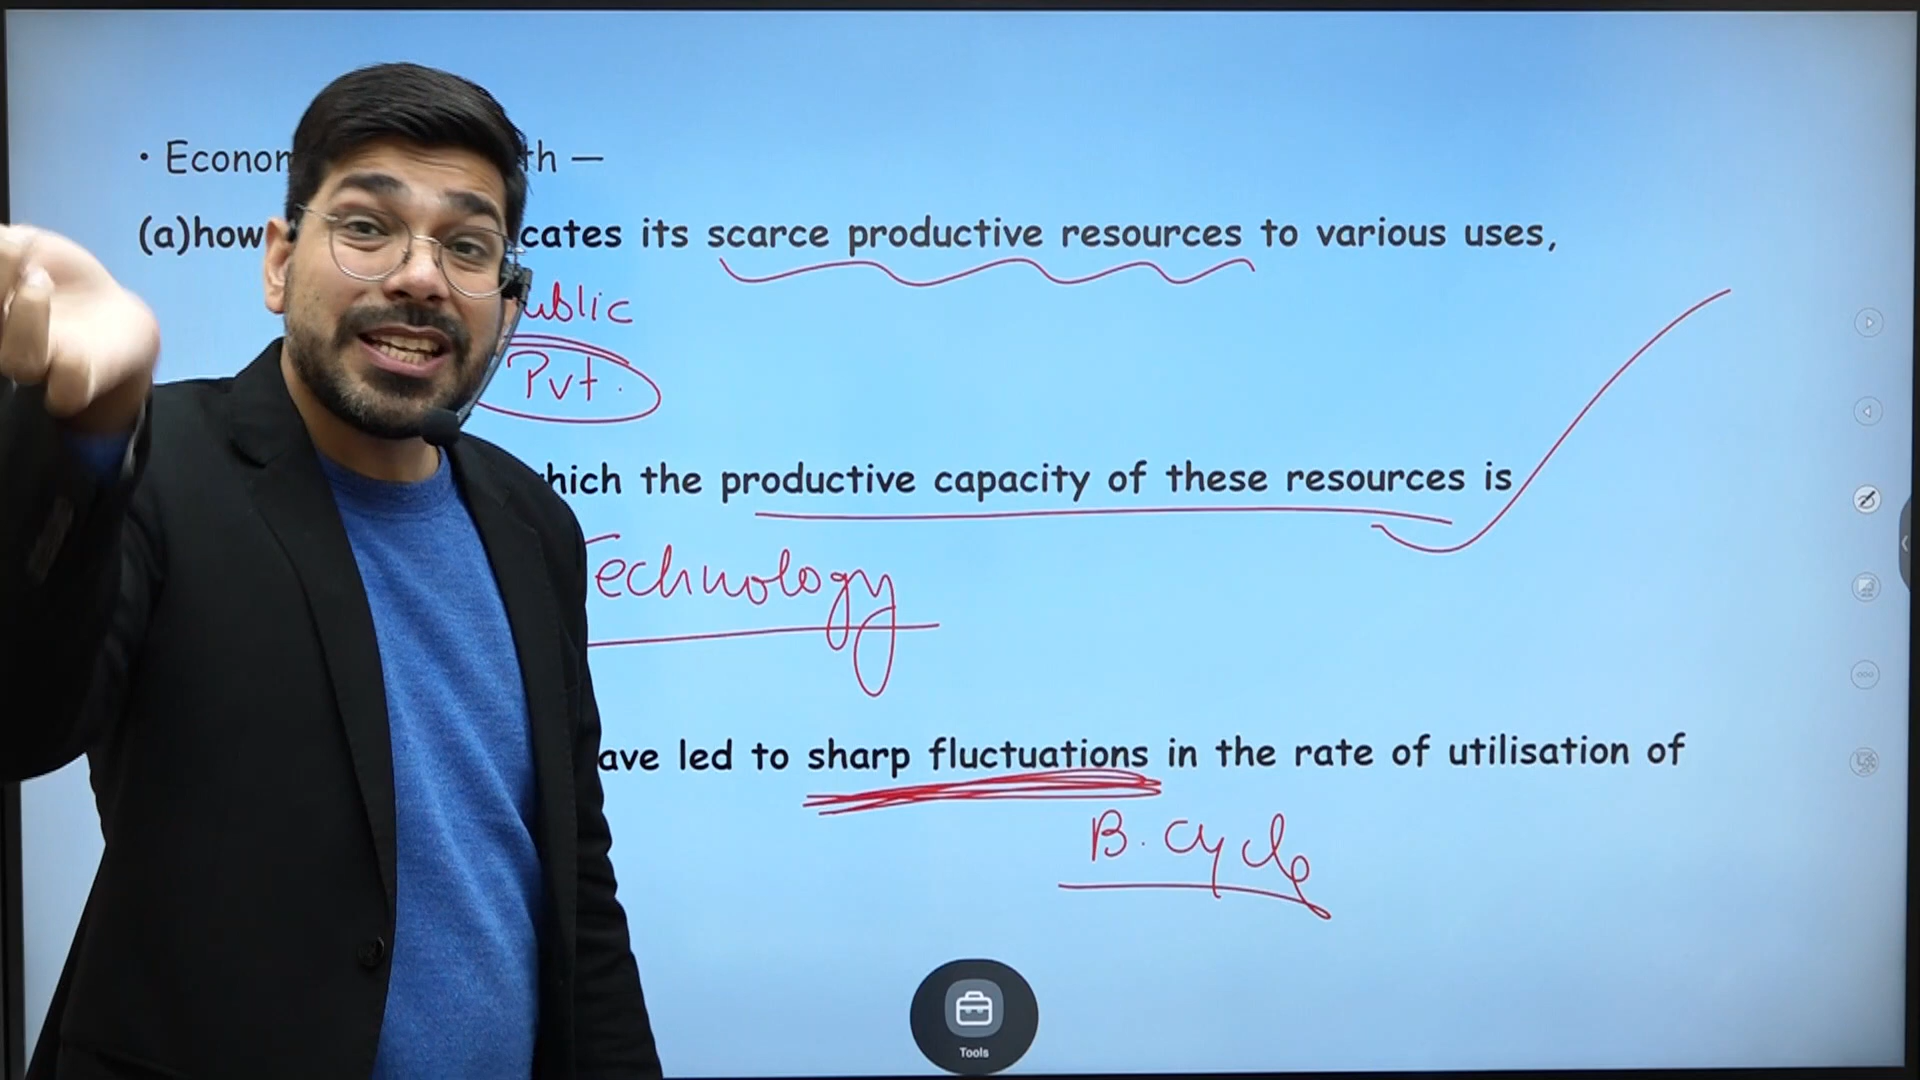 • Econom th —
(a)how cates its scarce productive resources to various uses,
ublic
Pvt.
hich the productive capacity of these resources is
Technology
ave led to sharp fluctuations in the rate of utilisation of
B. Cycle
Tools